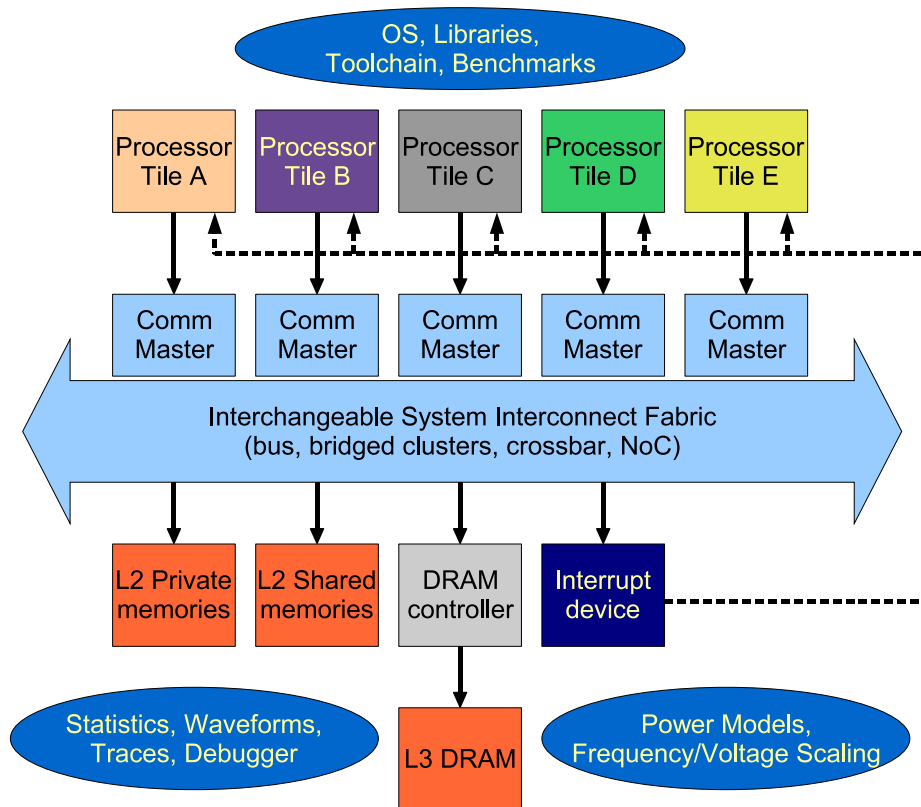 OS, Libraries,
Toolchain, Benchmarks
Processor
Tile A
Processor
Tile B
Processor
Tile C
Processor
Tile D
Processor
Tile E
Comm
Master
Comm
Master
Comm
Master
Comm
Master
Comm
Master
Interchangeable System Interconnect Fabric
(bus, bridged clusters, crossbar, NoC)
L2 Private
memories
L2 Shared
memories
DRAM
controller
Interrupt
device
Statistics, Waveforms,
Traces, Debugger
L3 DRAM
Power Models,
Frequency/Voltage Scaling